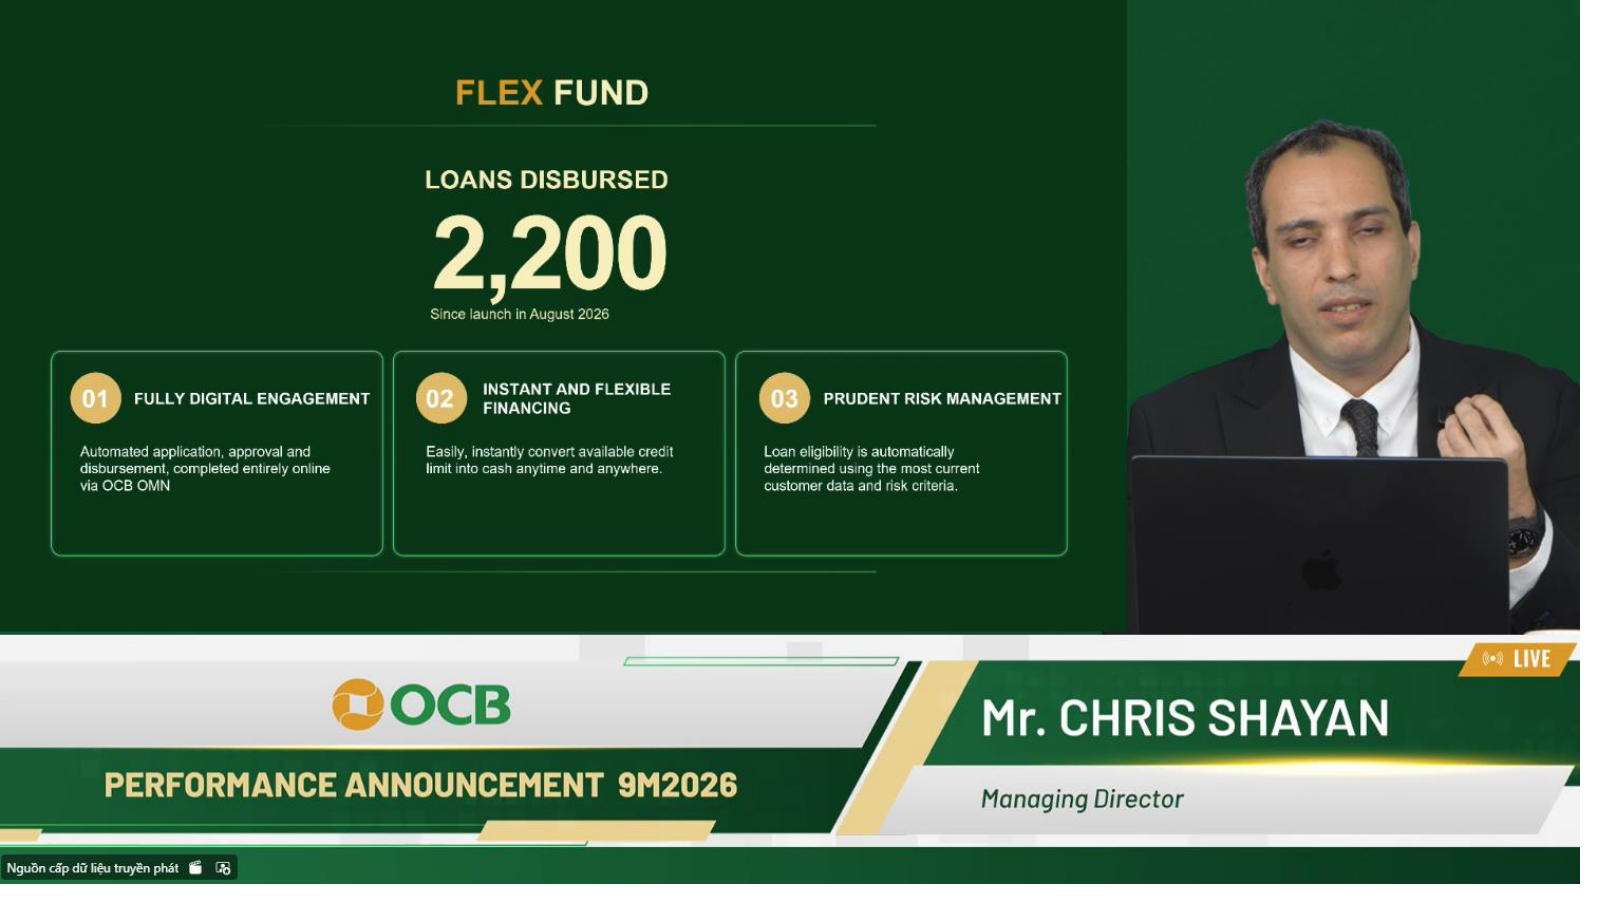 FLEX FUND
LOANS DISBURSED
2,200
Since launch in August 2026
01
FULLY DIGITAL ENGAGEMENT
Automated application, approval and
disbursement, completed entirely online
via OCB OMN
02
INSTANT AND FLEXIBLE
FINANCING
Easily, instantly convert available credit
limit into cash anytime and anywhere.
03
PRUDENT RISK MANAGEMENT
Loan eligibility is automatically
determined using the most current
customer data and risk criteria.
LIVE
OCB
Mr. CHRIS SHAYAN
PERFORMANCE ANNOUNCEMENT 9M2026
Managing Director
Nguồn cấp dữ liệu truyền phát